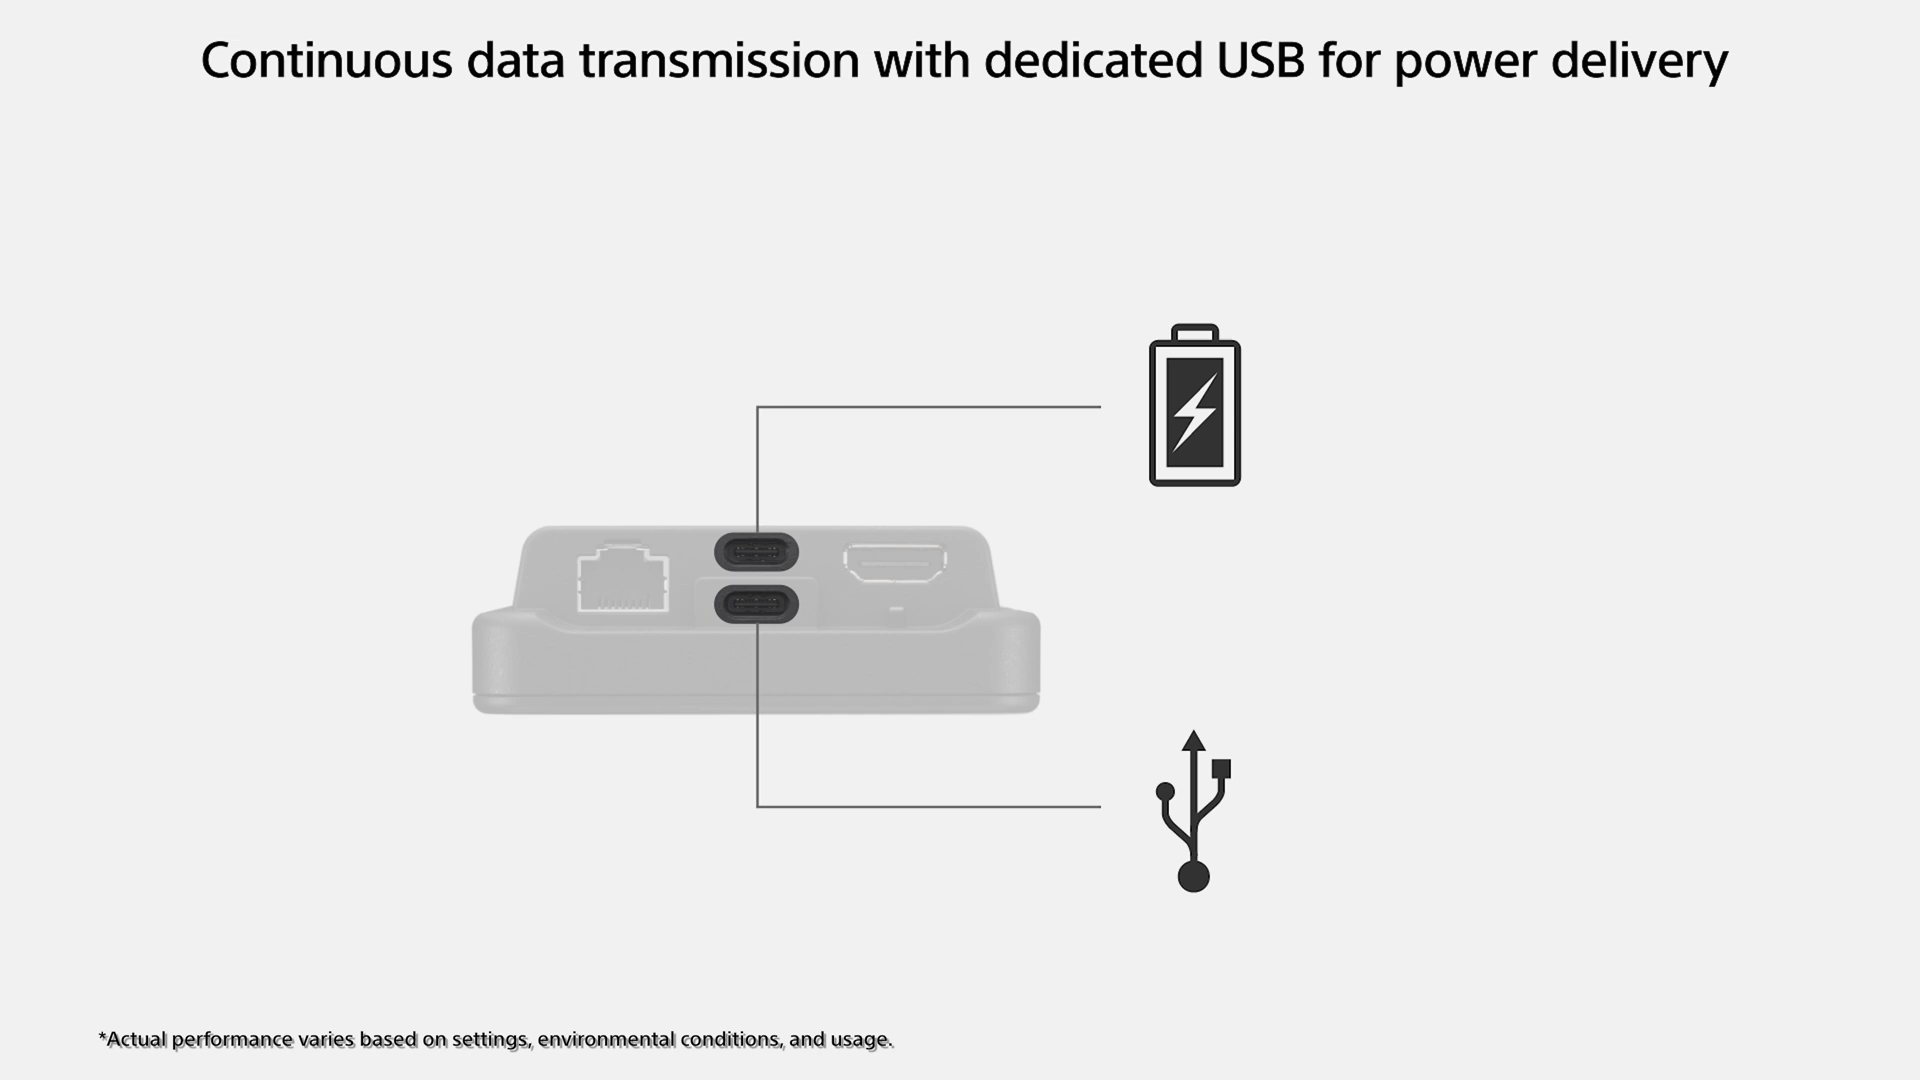 Continuous data transmission with dedicated USB for power delivery
*Actual performance varies based on settings, environmental conditions, and usage.